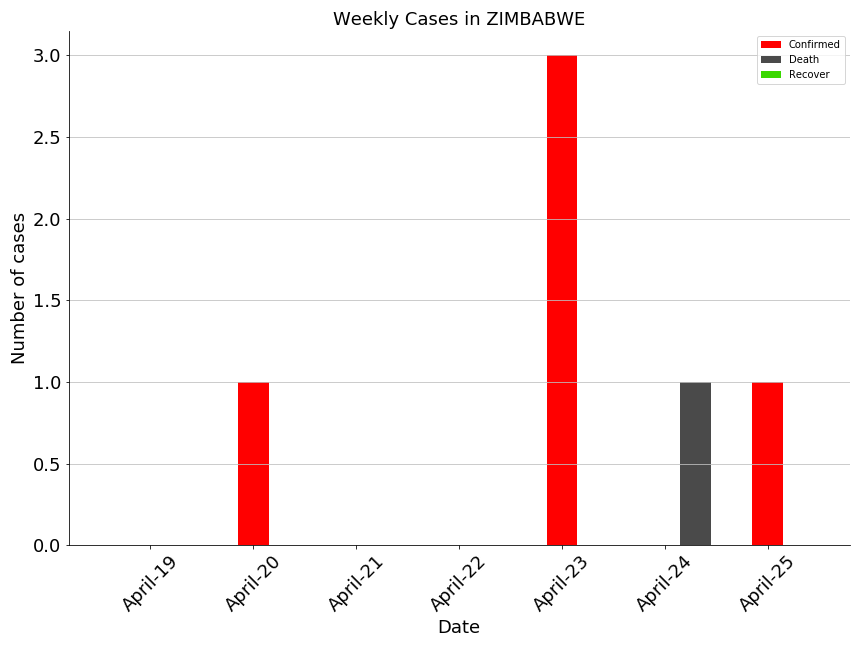 Weekly Cases in ZIMBABWE
Confirmed
Death
Recover
Number of cases
3.0
2.5
2.0
1.5
1.0
0.5
0.0
April-19
April-20
April-21
April-22
April-23
April-24
April-25
Date